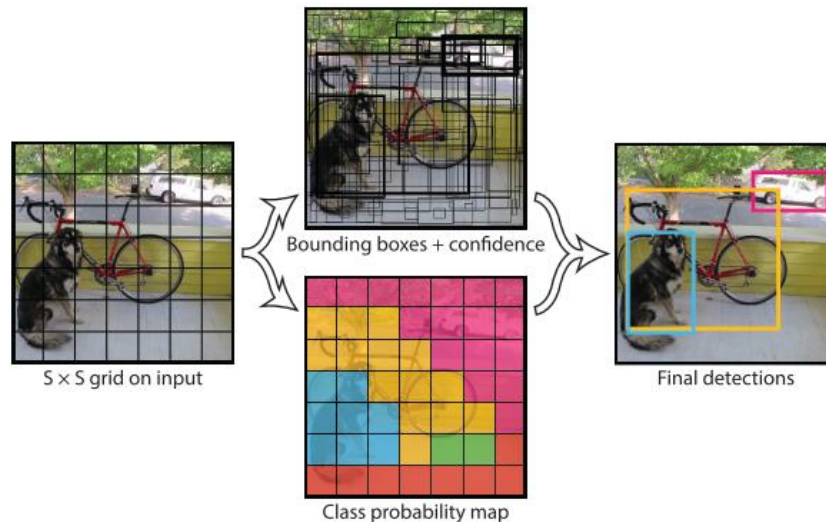 Bounding boxes + confidence
S × S grid on input
Final detections
Class probability map